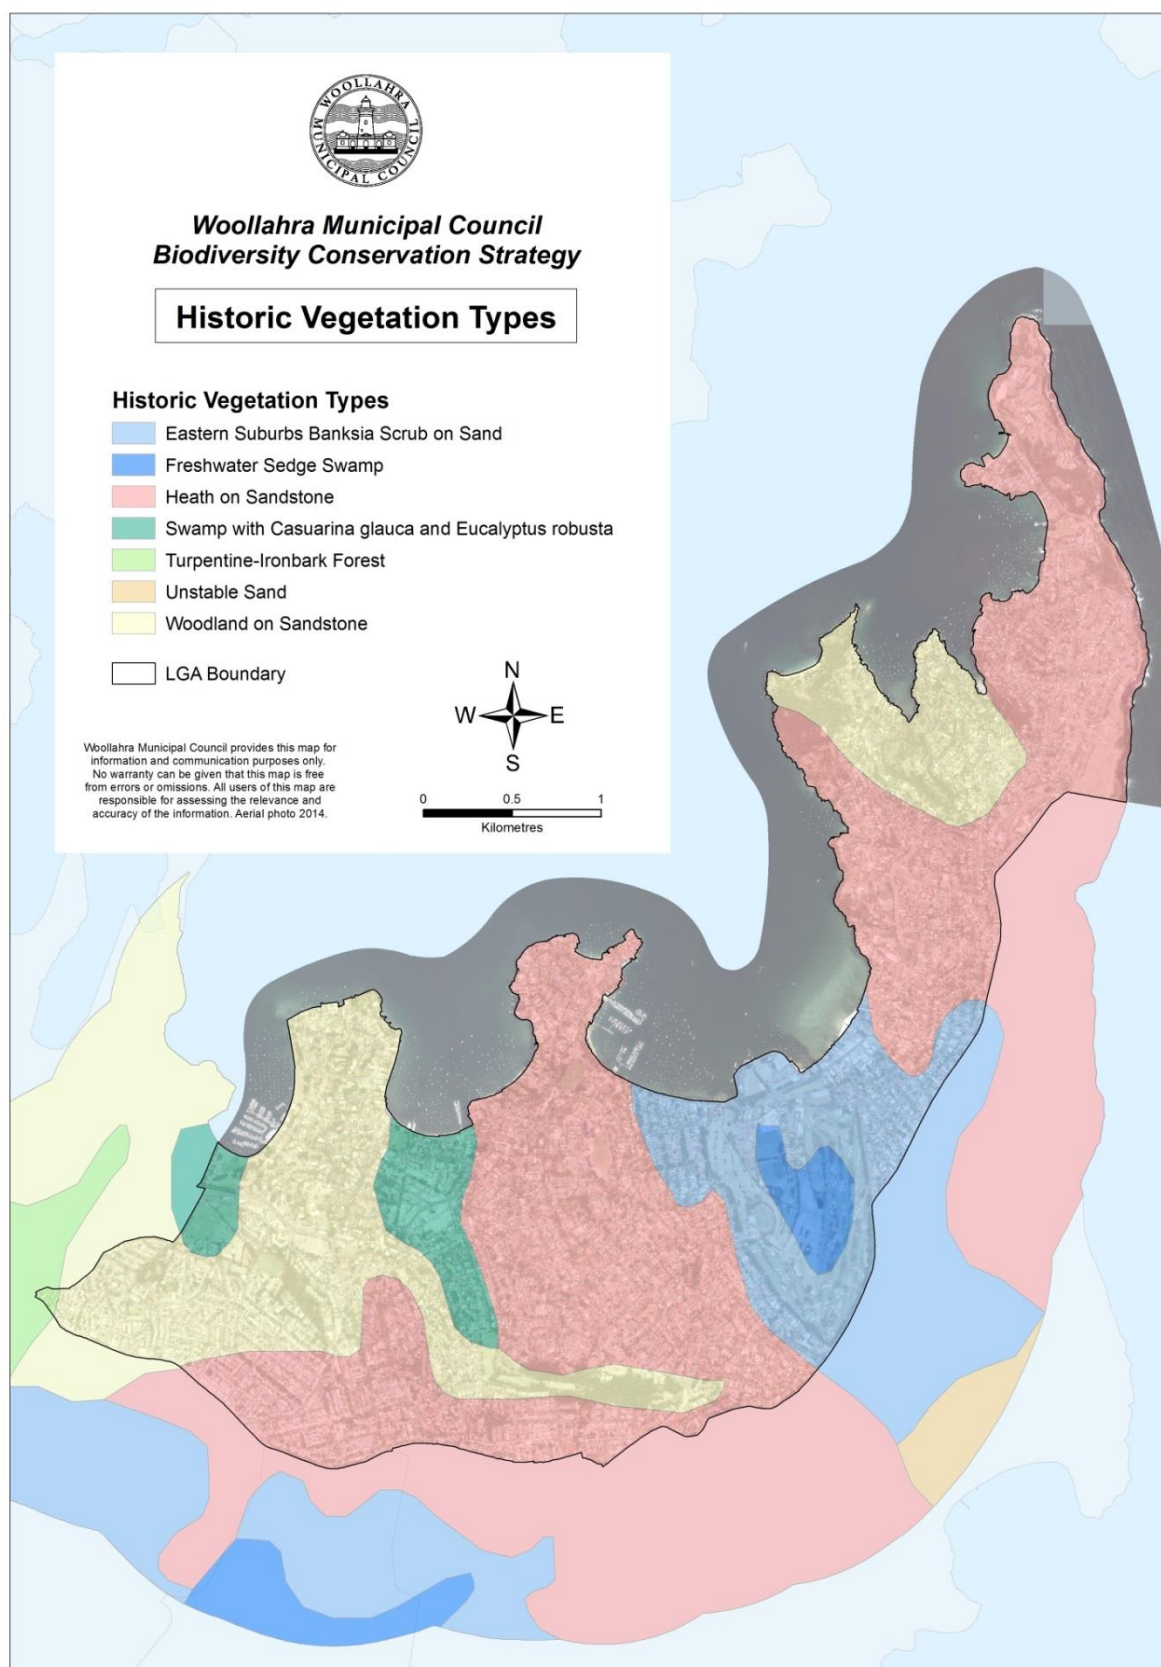 WOOLLAHRA
MUNICIPAL COUNCIL
Woollahra Municipal Council
Biodiversity Conservation Strategy
Historic Vegetation Types
Historic Vegetation Types
Eastern Suburbs Banksia Scrub on Sand
Freshwater Sedge Swamp
Heath on Sandstone
Swamp with Casuarina glauca and Eucalyptus robusta
Turpentine-Ironbark Forest
Unstable Sand
Woodland on Sandstone
LGA Boundary
N
W E
S
Woollahra Municipal Council provides this map for
information and communication purposes only.
No warranty can be given that this map is free
from errors or omissions. All users of this map are
responsible for assessing the relevance and
accuracy of the information. Aerial photo 2014.
0 0.5 1
Kilometres